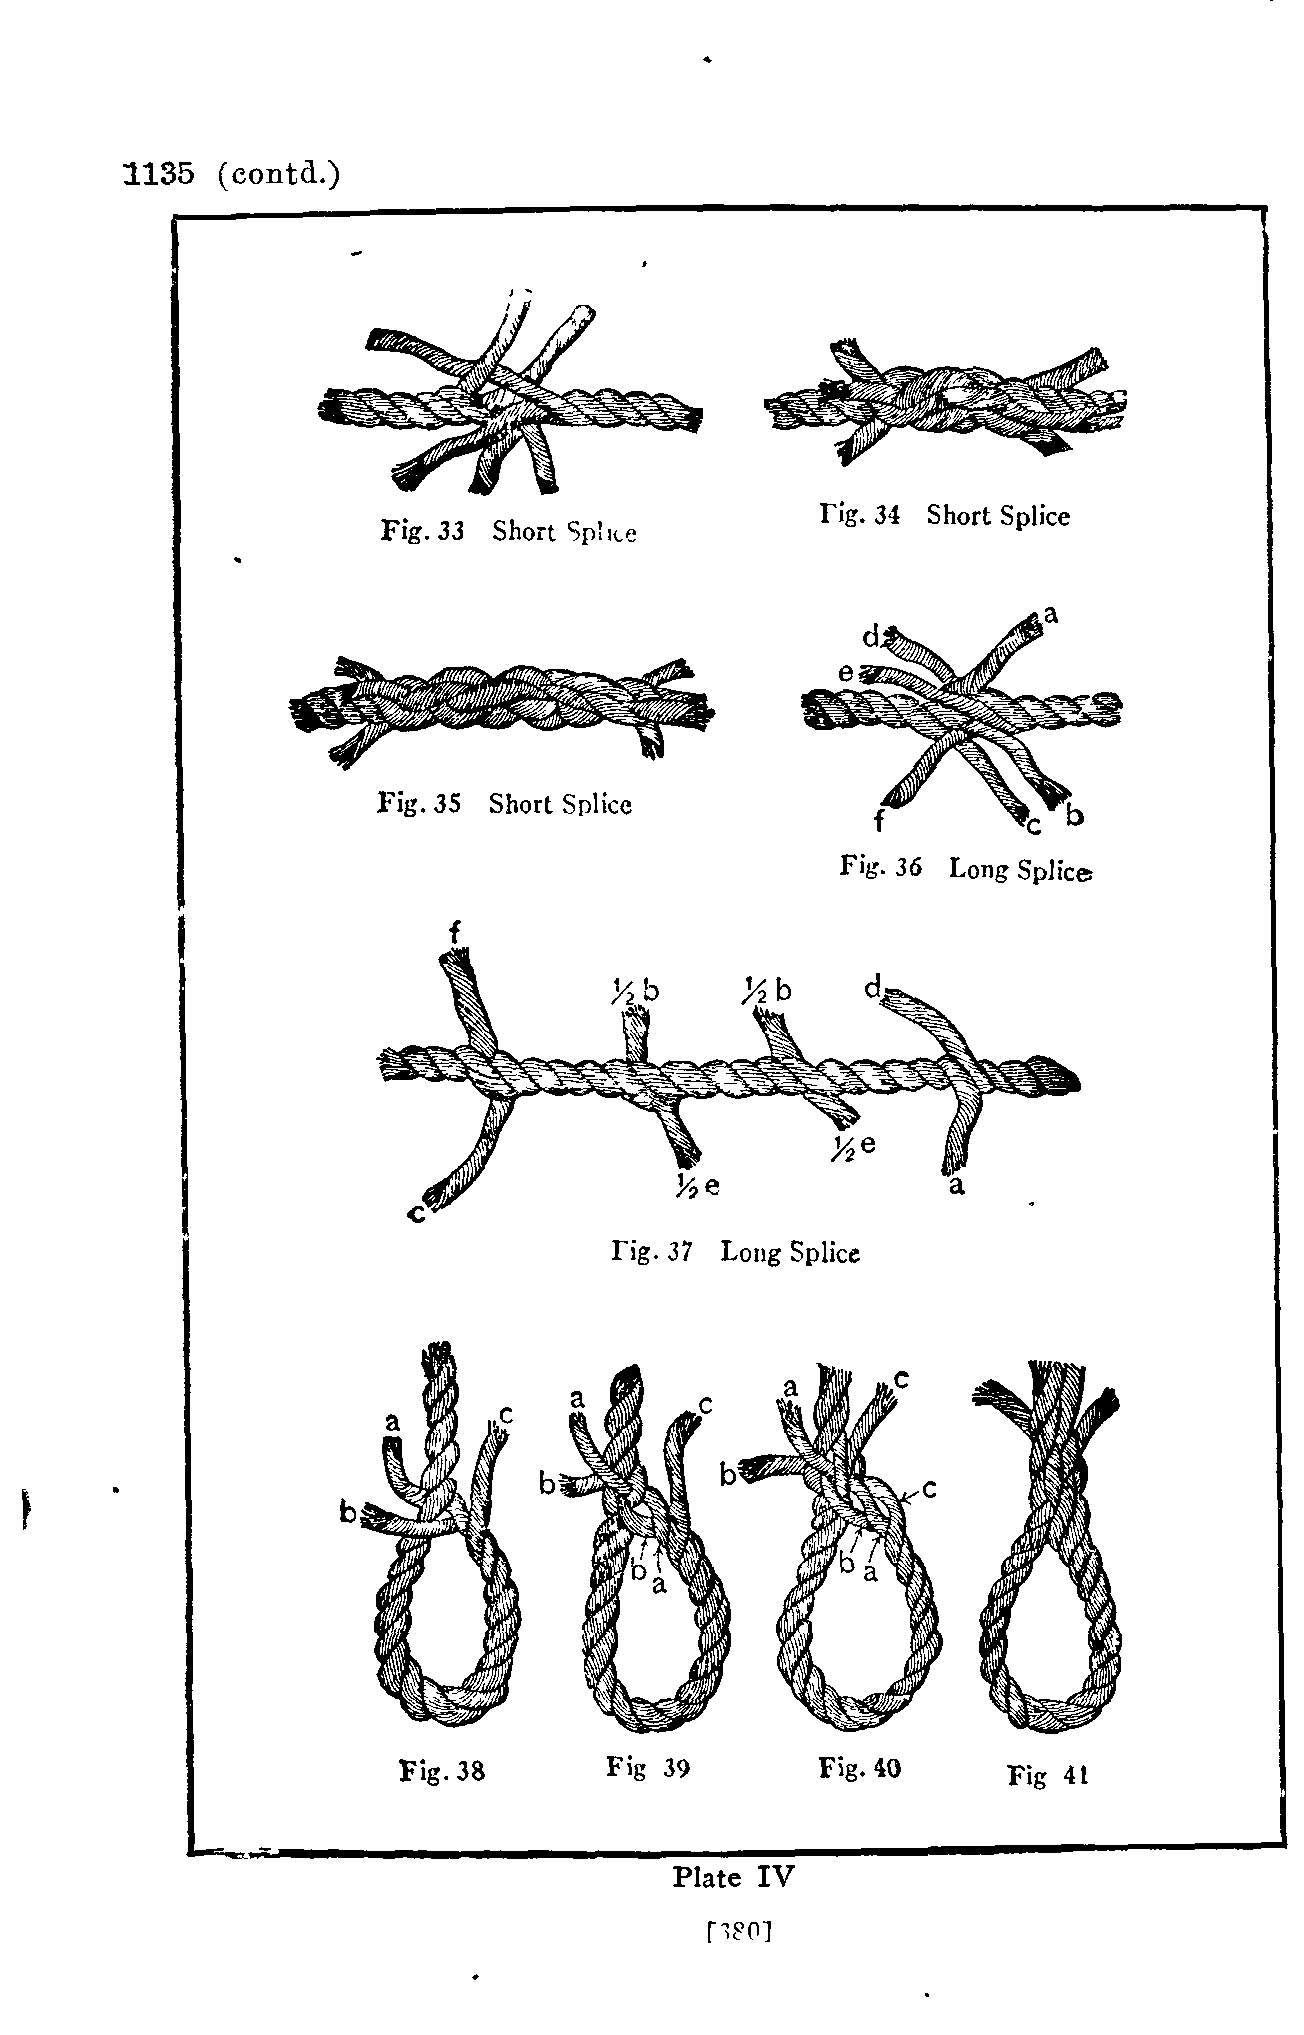 1135 (contd.)
Fig. 33 Short Splice
Fig. 34 Short Splice
Fig. 35 Short Splice
d
a
e
f
c
b
Fig. 36 Long Splice
f
½ b
½ b
d
½ e
½ e
a
c
Fig. 37 Long Splice
a
c
b
a
c
b
b
a
a
c
b
c
b
a
Fig. 38
Fig 39
Fig. 40
Fig 41
Plate IV
[380]